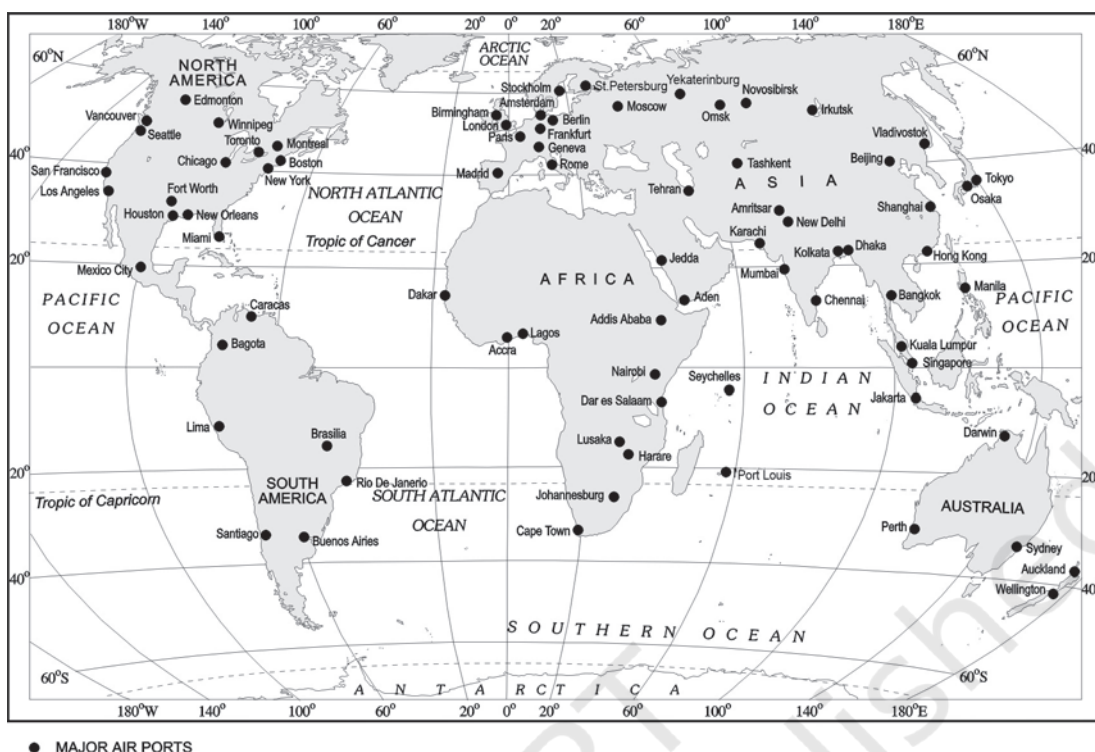 180°W 140° 100° 60° 20°W 0° 20° 60° 100° 140° 180°E
60°N
ARCTIC
OCEAN
60°N
NORTH
AMERICA
Edmonton
Vancouver
Seattle
Winnipeg
Toronto
Montreal
Chicago
Boston
New York
San Francisco
Los Angeles
Fort Worth
Houston
New Orleans
Miami
Mexico City
Stockholm
St.Petersburg
Yekaterinburg
Novosibirsk
Amsterdam
Birmingham
London
Berlin
Moscow
Omsk
Irkutsk
Paris
Frankfurt
Geneva
Madrid
Rome
Vladivostok
Beijing
Tashkent
Tehran
ASIA
Tokyo
Osaka
Amritsar
New Delhi
Shanghai
Karachi
Kolkata
Dhaka
Hong Kong
Mumbai
Chennai
Bangkok
Manila
40°
40
NORTH ATLANTIC
OCEAN
Tropic of Cancer
20°
20
PACIFIC
OCEAN
PACIFIC
OCEAN
AFRICA
Jedda
Dakar
Aden
Addis Ababa
Lagos
Accra
Caracas
Bagota
Kuala Lumpur
Singapore
Nairobi
Seychelles
INDIAN
OCEAN
Dar es Salaam
Jakarta
Lima
Brasilia
Lusaka
Harare
Darwin
20°
20
SOUTH
AMERICA
Rio De Janerio
SOUTH ATLANTIC
OCEAN
Port Louis
Tropic of Capricorn
Johannesburg
AUSTRALIA
Santiago
Buenos Airies
Cape Town
Perth
Sydney
Auckland
Wellington
40°
40
SOUTHERN OCEAN
60°S
60°S
ANTARCTICA
180°W 140° 100° 60° 20° 0° 20° 60° 100° 140° 180°E
MAJOR AIR PORTS